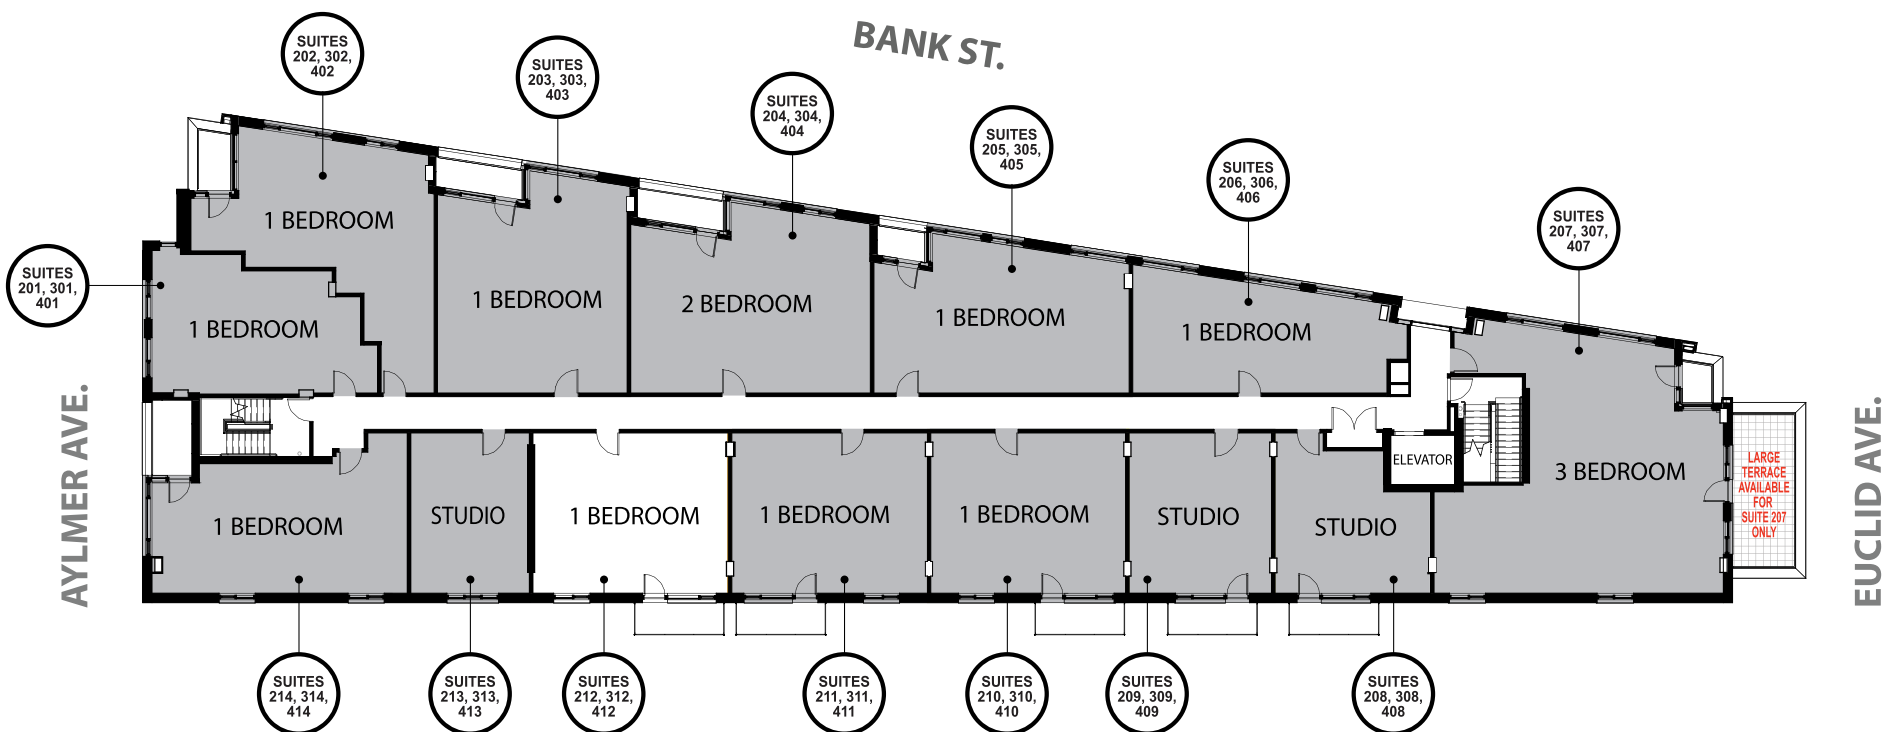 BANK ST.
SUITES
202, 302,
402
SUITES
203, 303,
403
SUITES
204, 304,
404
SUITES
205, 305,
405
SUITES
206, 306,
406
SUITES
207, 307,
407
SUITES
201, 301,
401
1 BEDROOM
1 BEDROOM
1 BEDROOM
2 BEDROOM
1 BEDROOM
1 BEDROOM
AYLMER AVE.
1 BEDROOM
STUDIO
1 BEDROOM
1 BEDROOM
1 BEDROOM
STUDIO
STUDIO
ELEVATOR
3 BEDROOM
LARGE
TERRACE
AVAILABLE
FOR
SUITE 207
ONLY
EUCLID AVE.
SUITES
214, 314,
414
SUITES
213, 313,
413
SUITES
212, 312,
412
SUITES
211, 311,
411
SUITES
210, 310,
410
SUITES
209, 309,
409
SUITES
208, 308,
408